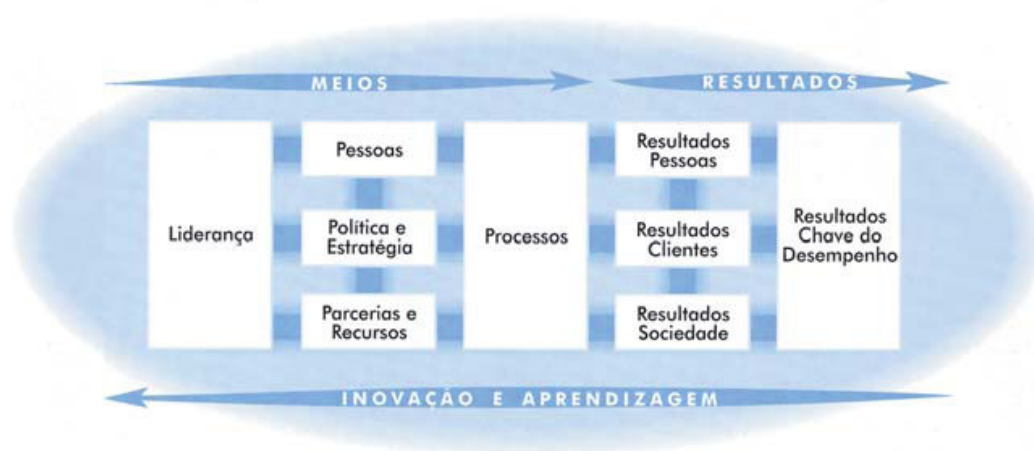 MEIOS
RESULTADOS
Liderança
Pessoas
Política e
Estratégia
Parcerias e
Recursos
Processos
Resultados
Pessoas
Resultados
Clientes
Resultados
Sociedade
Resultados
Chave do
Desempenho
INOVAÇÃO E APRENDIZAGEM